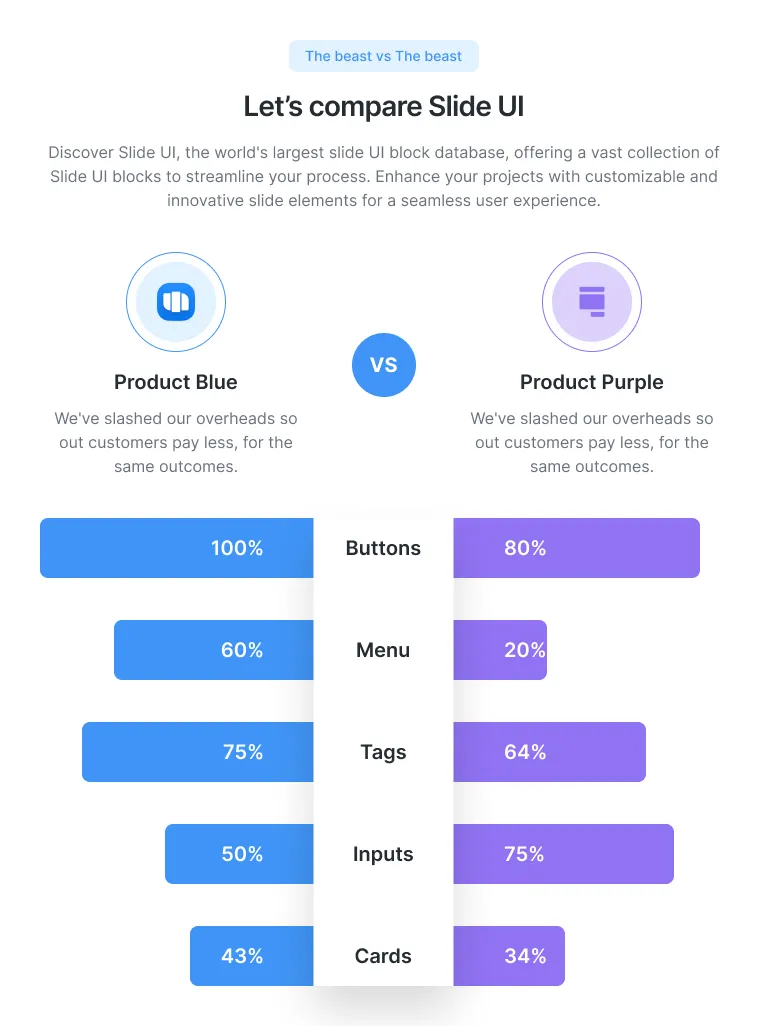 The beast vs The beast
Let’s compare Slide UI
Discover Slide UI, the world's largest slide UI block database, offering a vast collection of
Slide UI blocks to streamline your process. Enhance your projects with customizable and
innovative slide elements for a seamless user experience.
Product Blue
We've slashed our overheads so
out customers pay less, for the
same outcomes.
VS
Product Purple
We've slashed our overheads so
out customers pay less, for the
same outcomes.
100% Buttons 80%
60% Menu 20%
75% Tags 64%
50% Inputs 75%
43% Cards 34%